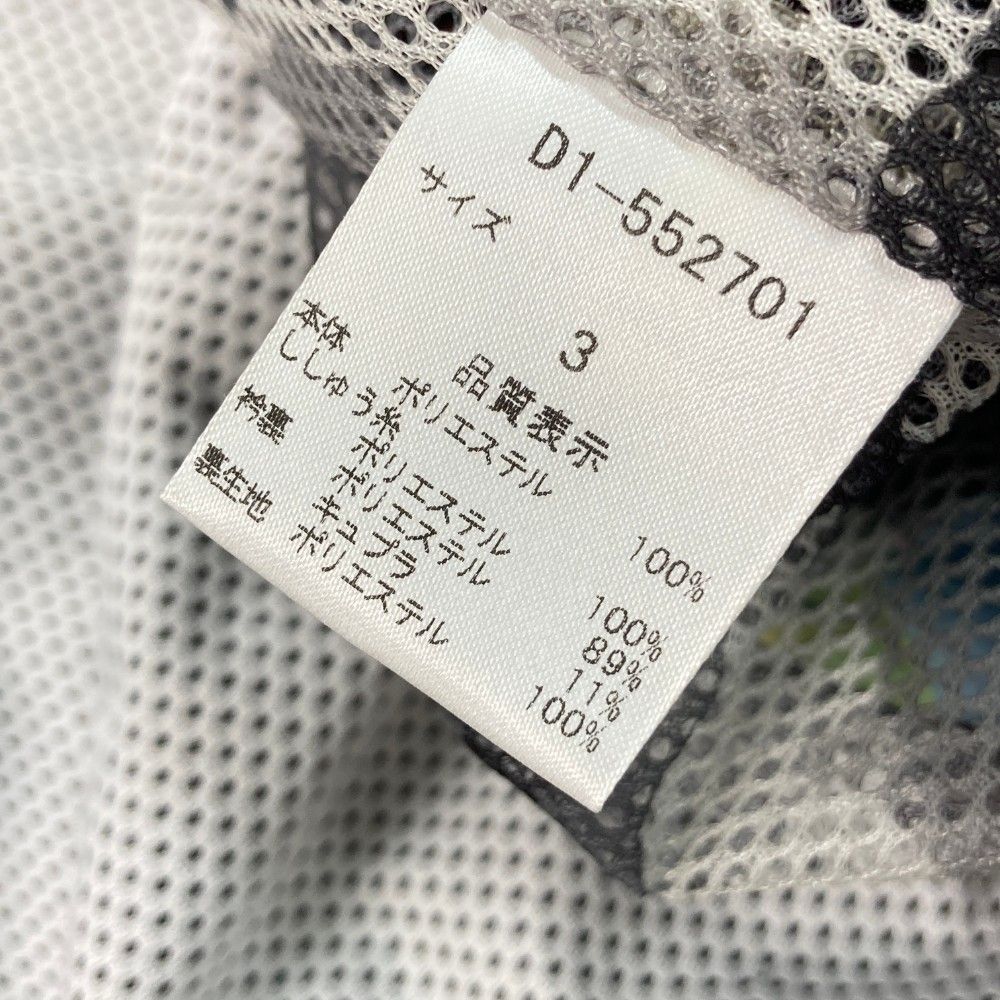 D1-552701
サイズ
3
品質表示
本体 ポリエステル 100%
ししゅう糸
ポリエステル 100%
衿裏 ポリエステル 89%
キュプラ 11%
裏生地 ポリエステル 100%